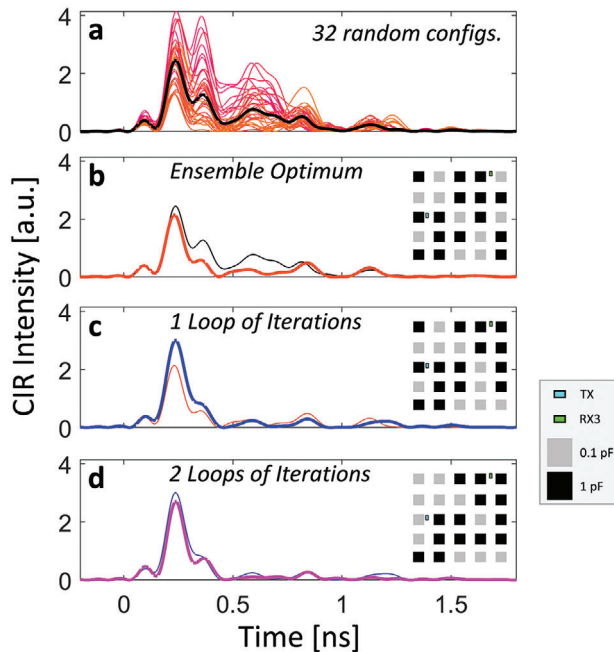 a
32 random configs.
4
2
0
b
Ensemble Optimum
4
2
0
c
1 Loop of Iterations
4
2
0
d
2 Loops of Iterations
4
2
0
0
0.5
1
1.5
Time [ns]
CIR Intensity [a.u.]
TX
RX3
0.1 pF
1 pF